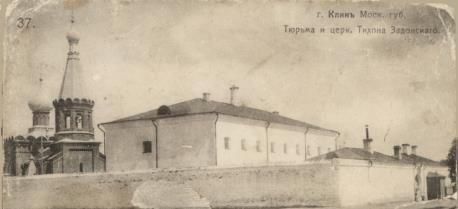 37.
г. Клинъ Моск. губ.
Тюрьма и церк. Тихона Задонскаго.